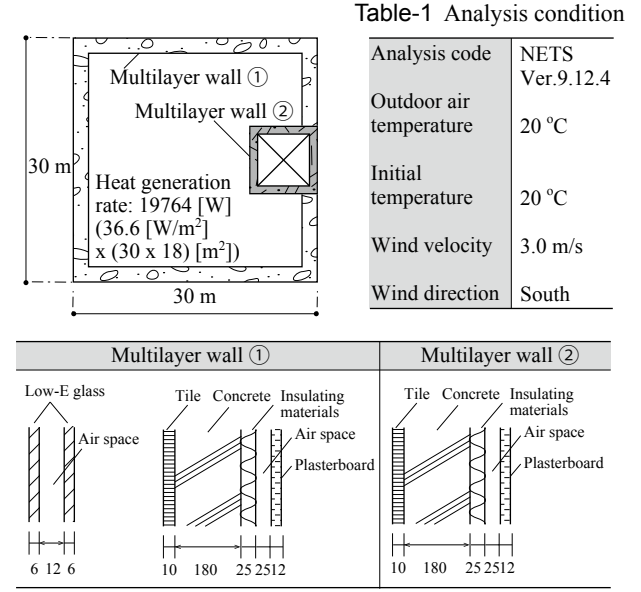 Table-1 Analysis condition
Multilayer wall ①
Multilayer wall ②
30 m
Heat generation
rate: 19764 [W]
(36.6 [W/m²]
x (30 x 18) [m²])
30 m
Analysis code NETS
Ver.9.12.4
Outdoor air
temperature 20 °C
Initial
temperature 20 °C
Wind velocity 3.0 m/s
Wind direction South
Multilayer wall ① Multilayer wall ②
Low-E glass
Air space
6 12 6
Tile Concrete Insulating
materials
Air space
Plasterboard
10 180 25 25 12
Tile Concrete Insulating
materials
Air space
Plasterboard
10 180 25 25 12